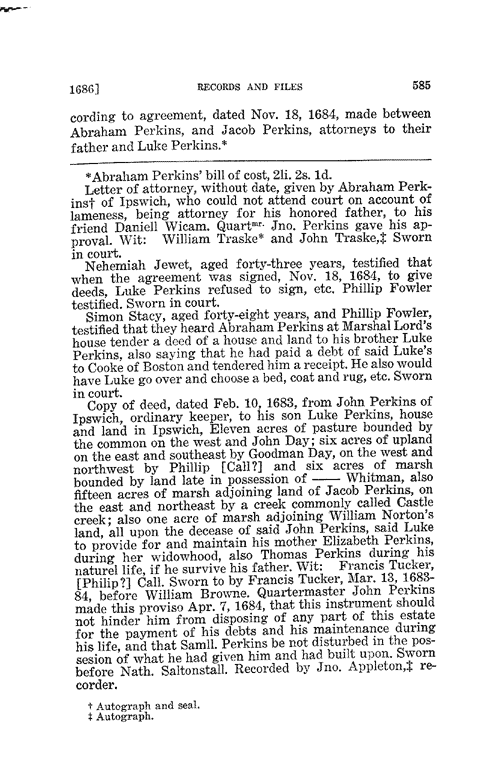 1686] RECORDS AND FILES 585
cording to agreement, dated Nov. 18, 1684, made between
Abraham Perkins, and Jacob Perkins, attorneys to their
father and Luke Perkins.*
*Abraham Perkins' bill of cost, 2li. 2s. 1d.
Letter of attorney, without date, given by Abraham Perk-
ins† of Ipswich, who could not attend court on account of
lameness, being attorney for his honored father, to his
friend Daniell Wicam. Quartmr. Jno. Perkins gave his ap-
proval. Wit: William Traske* and John Traske,‡ Sworn
in court.
Nehemiah Jewet, aged forty-three years, testified that
when the agreement was signed, Nov. 18, 1684, to give
deeds, Luke Perkins refused to sign, etc. Phillip Fowler
testified. Sworn in court.
Simon Stacy, aged forty-eight years, and Phillip Fowler,
testified that they heard Abraham Perkins at Marshal Lord's
house tender a deed of a house and land to his brother Luke
Perkins, also saying that he had paid a debt of said Luke's
to Cooke of Boston and tendered him a receipt. He also would
have Luke go over and choose a bed, coat and rug, etc. Sworn
in court.
Copy of deed, dated Feb. 10, 1683, from John Perkins of
Ipswich, ordinary keeper, to his son Luke Perkins, house
and land in Ipswich, Eleven acres of pasture bounded by
the common on the west and John Day; six acres of upland
on the east and southeast by Goodman Day, on the west and
northwest by Phillip [Call?] and six acres of marsh
bounded by land late in possession of —— Whitman, also
fifteen acres of marsh adjoining land of Jacob Perkins, on
the east and northeast by a creek commonly called Castle
creek; also one acre of marsh adjoining William Norton's
land, all upon the decease of said John Perkins, said Luke
to provide for and maintain his mother Elizabeth Perkins,
during her widowhood, also Thomas Perkins during his
naturel life, if he survive his father. Wit: Francis Tucker,
[Philip?] Call. Sworn to by Francis Tucker, Mar. 13, 1683-
84, before William Browne. Quartermaster John Perkins
made this proviso Apr. 7, 1684, that this instrument should
not hinder him from disposing of any part of this estate
for the payment of his debts and his maintenance during
his life, and that Samll. Perkins be not disturbed in the pos-
sesion of what he had given him and had built upon. Sworn
before Nath. Saltonstall. Recorded by Jno. Appleton,‡ re-
corder.
† Autograph and seal.
‡ Autograph.